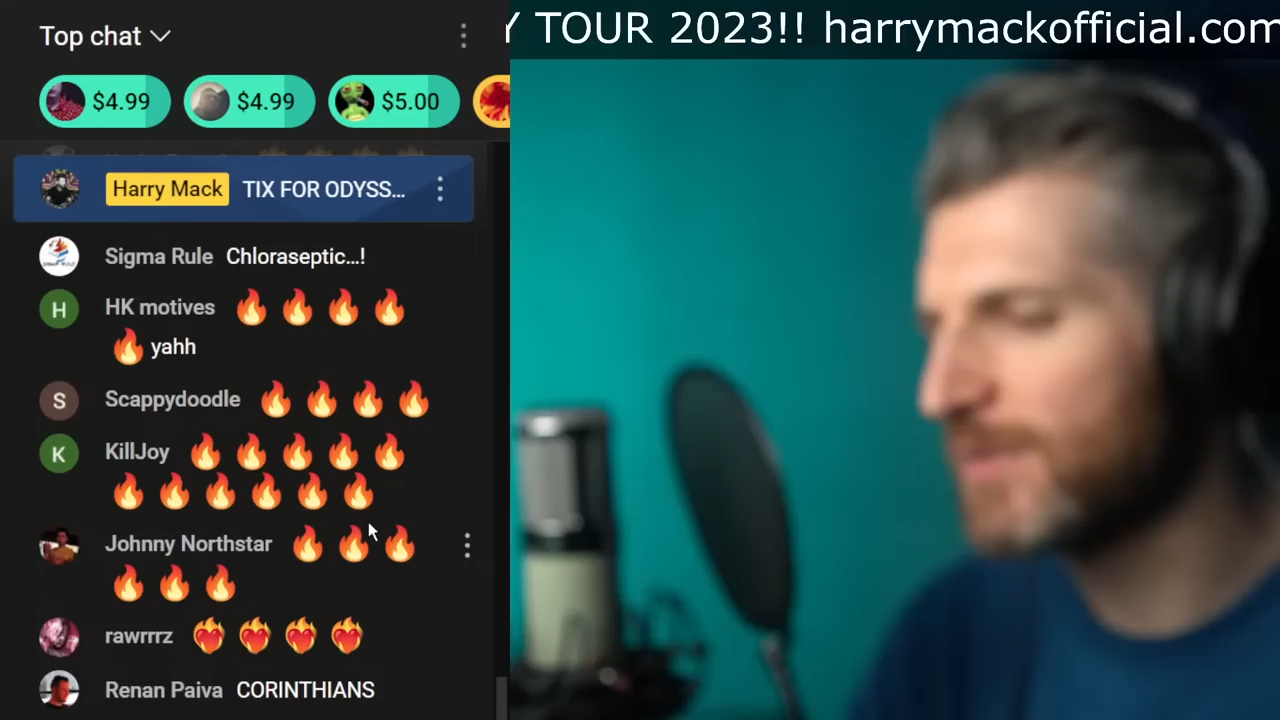 Y TOUR 2023!! harrymackofficial.com
Top chat
$4.99 $4.99 $5.00
Harry Mack TIX FOR ODYSS...
Sigma Rule Chloraseptic...!
H HK motives
yahh
S Scappydoodle
K KillJoy
Johnny Northstar
rawrrrz
Renan Paiva CORINTHIANS